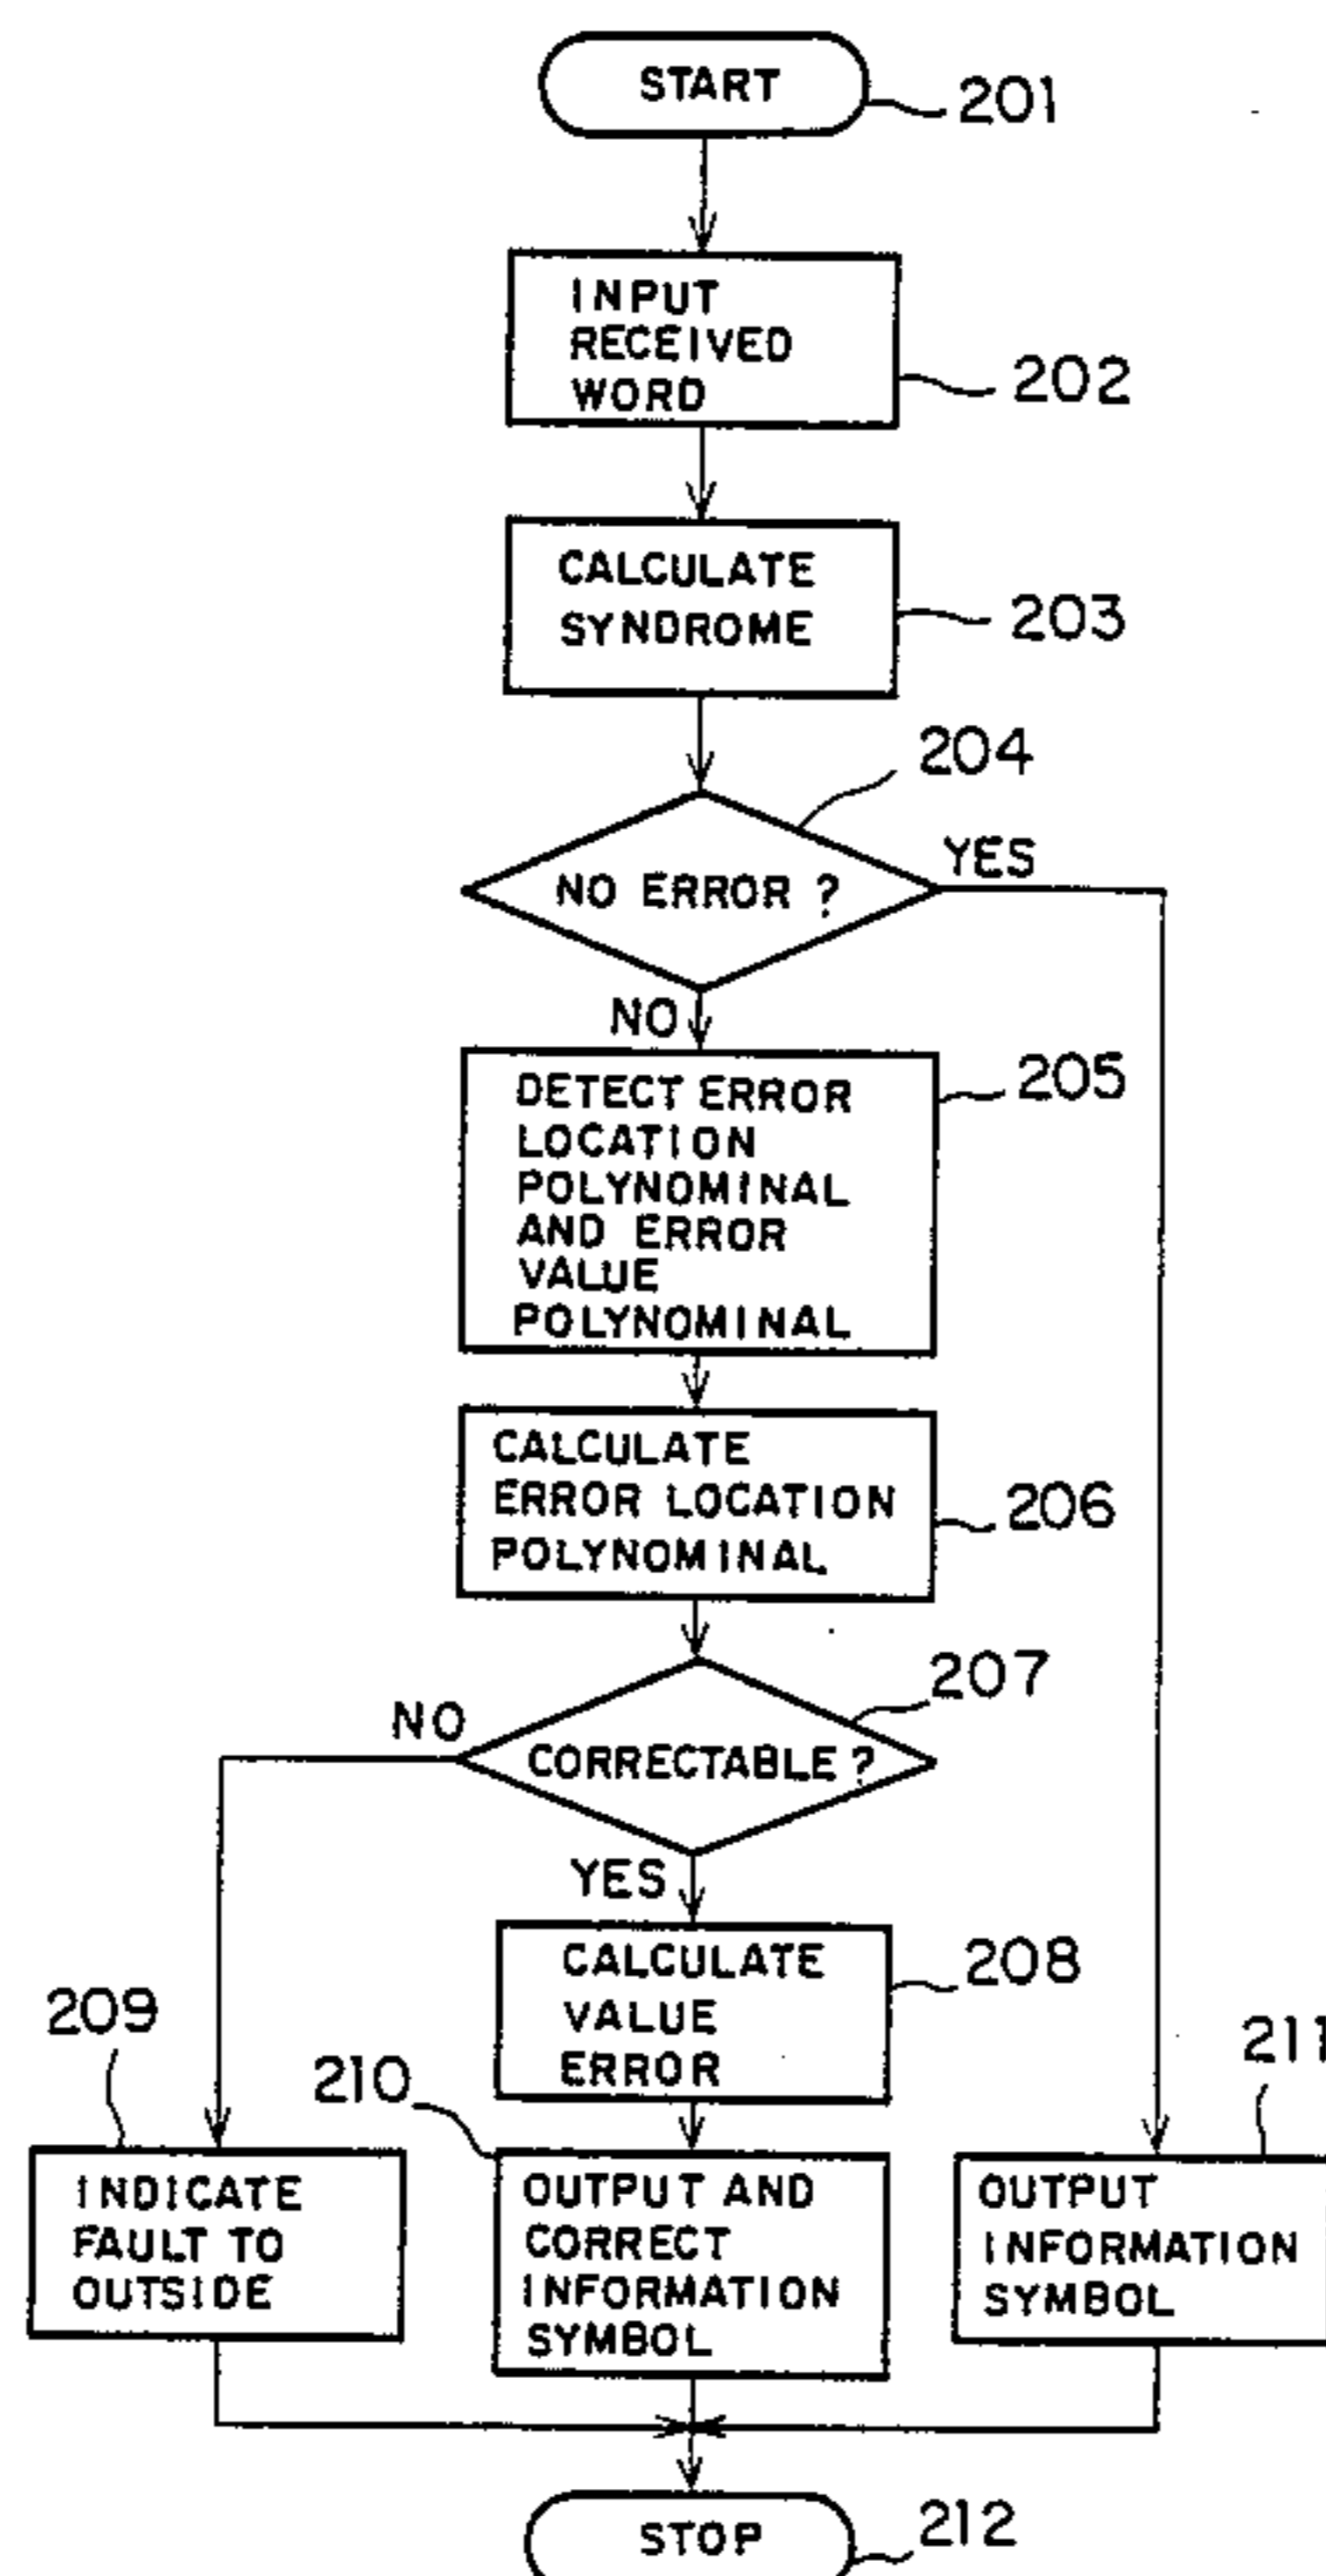 START
201
INPUT
RECEIVED
WORD
202
CALCULATE
SYNDROME
203
204
NO ERROR ?
YES
NO
DETECT ERROR
LOCATION
POLYNOMINAL
AND ERROR
VALUE
POLYNOMINAL
205
CALCULATE
ERROR LOCATION
POLYNOMINAL
206
207
NO
CORRECTABLE ?
YES
CALCULATE
VALUE
ERROR
208
209
210
211
INDICATE
FAULT TO
OUTSIDE
OUTPUT AND
CORRECT
INFORMATION
SYMBOL
OUTPUT
INFORMATION
SYMBOL
STOP
212